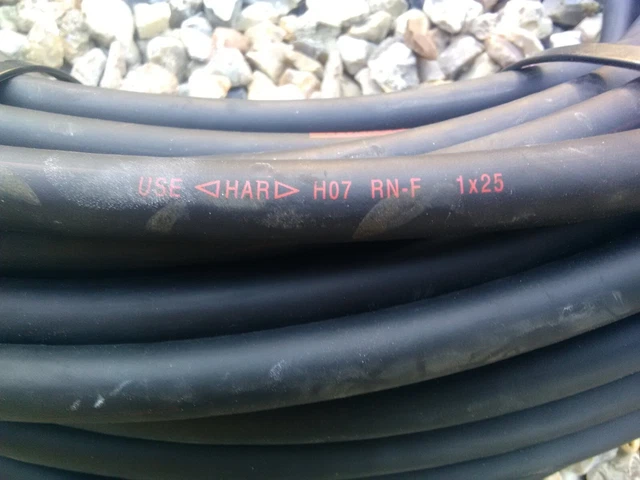 USE ◁HAR▷ H07 RN-F 1x25